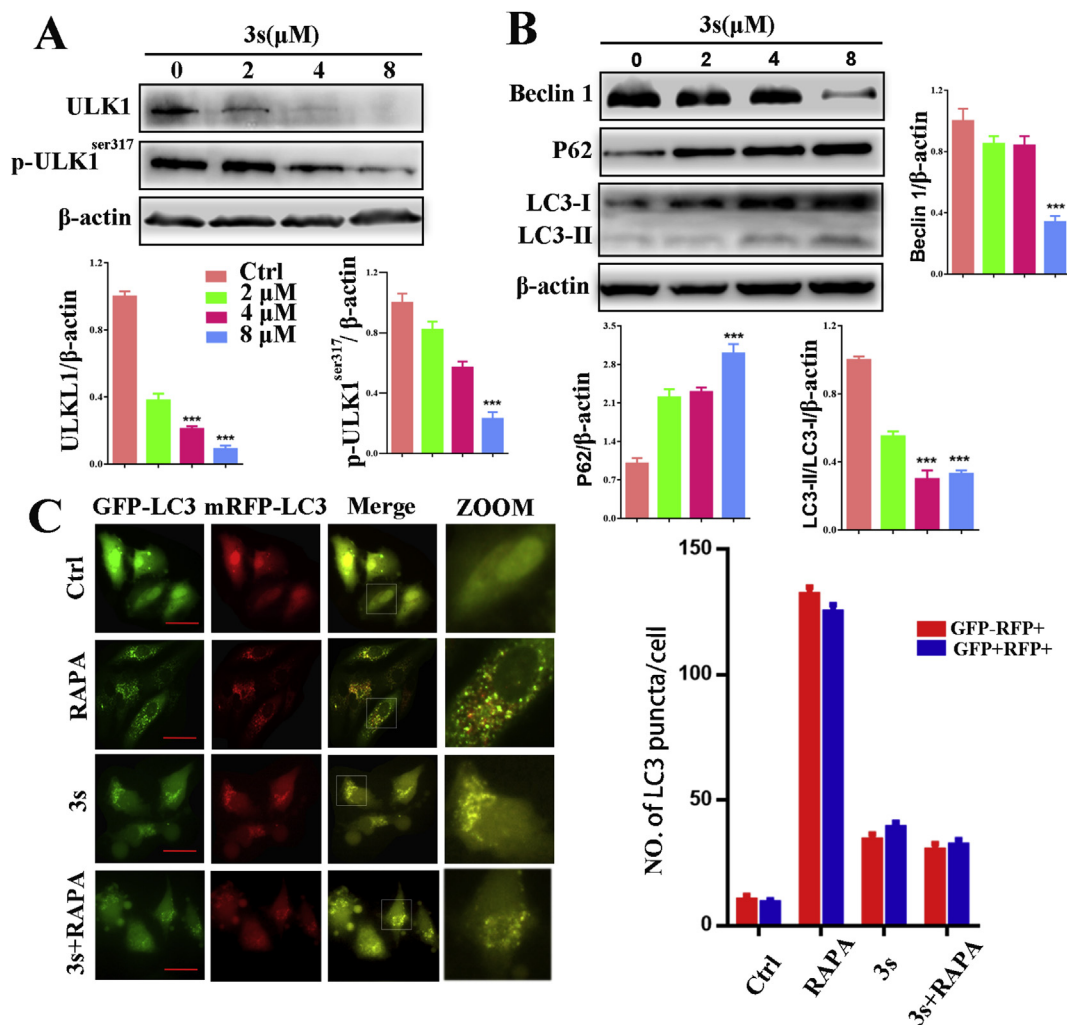 A
3s(μM)
0 2 4 8
ULK1
p-ULK1ser317
β-actin
ULKL1/β-actin
1.2
0.8
0.4
0.0
***
***
Ctrl
2 μM
4 μM
8 μM
p-ULK1ser317/ β-actin
1.2
0.8
0.4
0.0
***
B
3s(μM)
0 2 4 8
Beclin 1
P62
LC3-I
LC3-II
β-actin
Beclin 1/β-actin
1.2
0.8
0.4
0.0
***
P62/β-actin
3.5
2.8
2.1
1.4
0.7
0.0
***
LC3-II/LC3-I/β-actin
1.2
0.8
0.4
0.0
***
***
C
GFP-LC3 mRFP-LC3 Merge ZOOM
Ctrl
RAPA
3s
3s+RAPA
NO. of LC3 puncta/cell
150
100
50
0
GFP-RFP+
GFP+RFP+
Ctrl
RAPA
3s
3s+RAPA